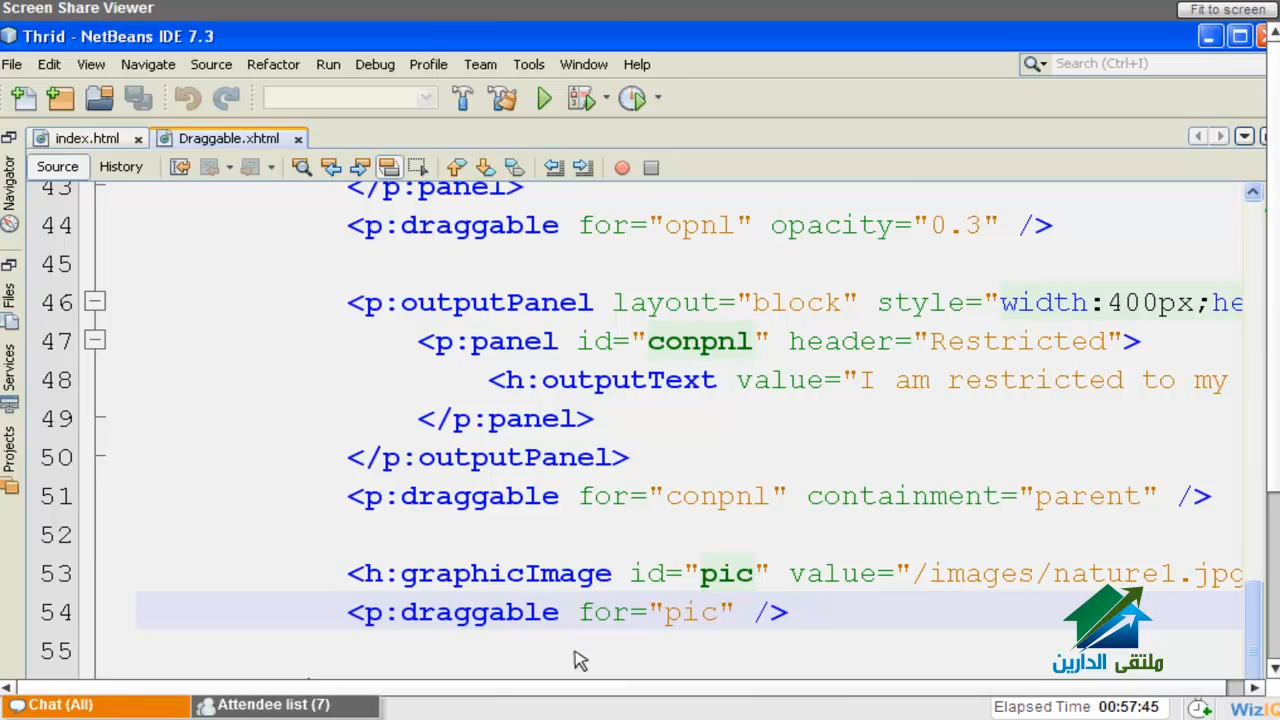 Screen Share Viewer
Fit to screen
Thrid - NetBeans IDE 7.3
File Edit View Navigate Source Refactor Run Debug Profile Team Tools Window Help
Search (Ctrl+I)
index.html Draggable.xhtml
Source History
Navigator
Files
Services
Projects
43 </p:panel>
44 <p:draggable for="opnl" opacity="0.3" />
45
46 <p:outputPanel layout="block" style="width:400px;he
47 <p:panel id="conpnl" header="Restricted">
48 <h:outputText value="I am restricted to my
49 </p:panel>
50 </p:outputPanel>
51 <p:draggable for="conpnl" containment="parent" />
52
53 <h:graphicImage id="pic" value="/images/nature1.jpg
54 <p:draggable for="pic" />
55
ملتقى الدارين
Chat (All) Attendee list (7)
Elapsed Time 00:57:45
WizIQ